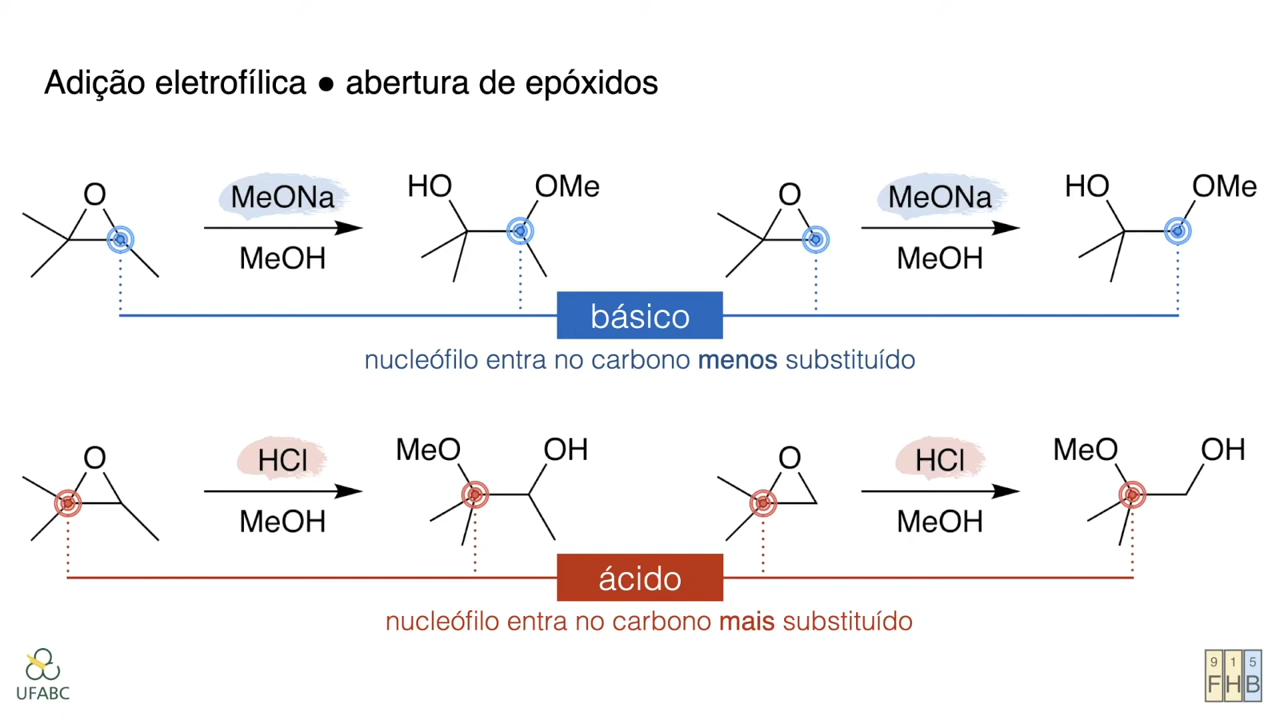 Adição eletrofílica ● abertura de epóxidos
O
MeONa
MeOH
HO
OMe
O
MeONa
MeOH
HO
OMe
básico
nucleófilo entra no carbono menos substituído
O
HCl
MeOH
MeO
OH
O
HCl
MeOH
MeO
OH
ácido
nucleófilo entra no carbono mais substituído
UFABC
9 1 5
F H B